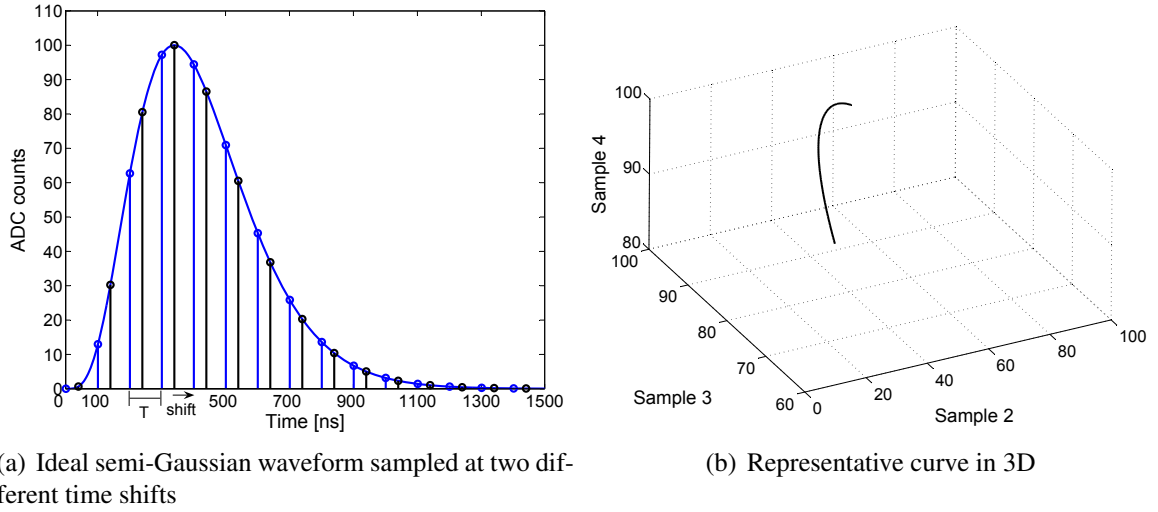 110
100
90
80
70
60
50
40
30
20
10
0
ADC counts
0 100 500 700 900 1100 1300 1500
T
shift
Time [ns]
100
90
80
Sample 4
100
90
80
70
60
Sample 3
0 20 40 60 80 100
Sample 2
(a) Ideal semi-Gaussian waveform sampled at two dif-
ferent time shifts
(b) Representative curve in 3D